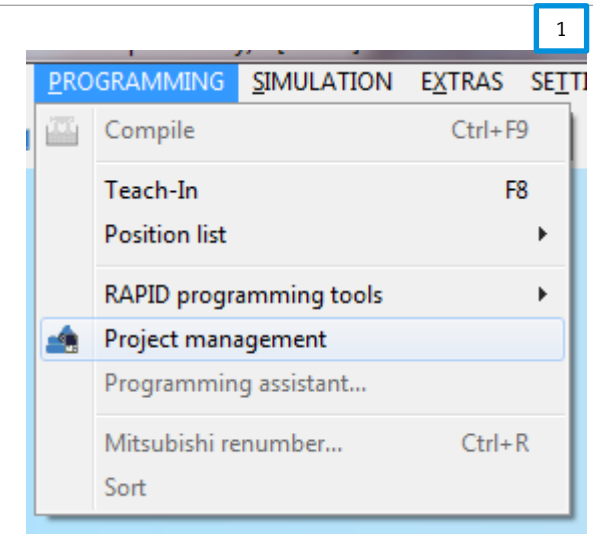 1
PROGRAMMING SIMULATION EXTRAS
Compile Ctrl+F9
Teach-In F8
Position list
RAPID programming tools
Project management
Programming assistant...
Mitsubishi renumber... Ctrl+R
Sort